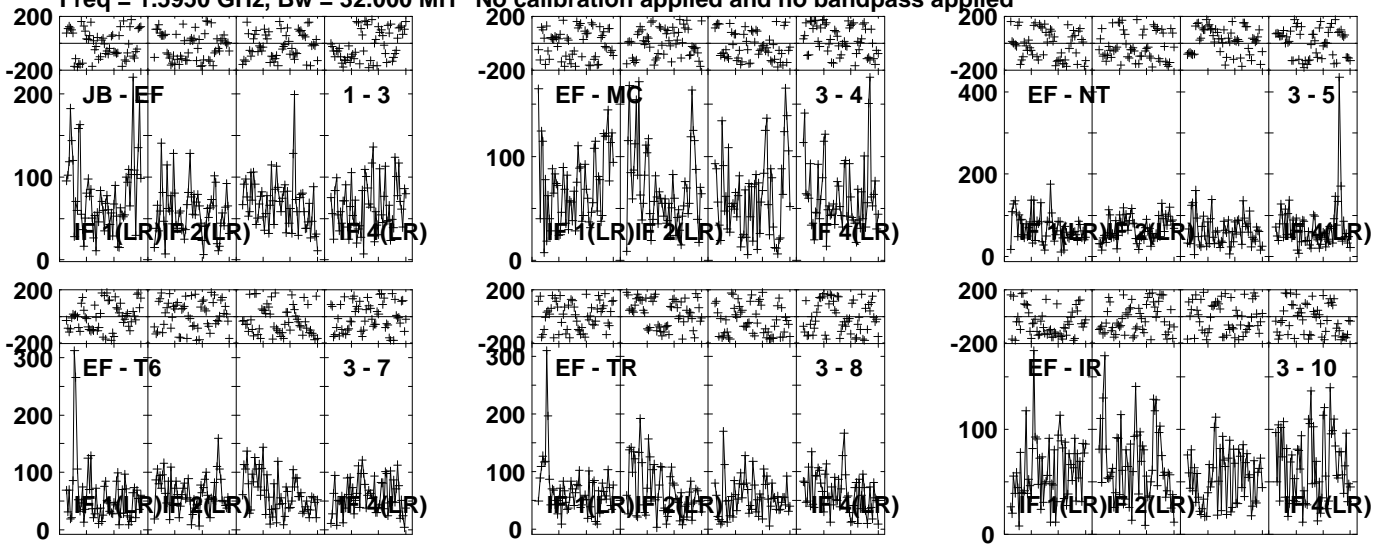 Freq = 1.5950 GHz, Bw = 32.000 MH No calibration applied and no bandpass applied
200 200 200
-200 -200 -200
JB - EF 1 - 3 EF - MC 3 - 4 EF - NT 3 - 5
200 400
100 100 200
IF 1(LR) IF 2(LR) IF 4(LR) IF 1(LR) IF 2(LR) IF 4(LR) IF 1(LR) IF 2(LR) IF 4(LR)
0 0 0
200 200 200
-200 -200 -200
300 300
EF - T6 3 - 7 EF - TR 3 - 8 EF - IR 3 - 10
200 200
100 100 100
IF 1(LR) IF 2(LR) IF 4(LR) IF 1(LR) IF 2(LR) IF 4(LR) IF 1(LR) IF 2(LR) IF 4(LR)
0 0 0